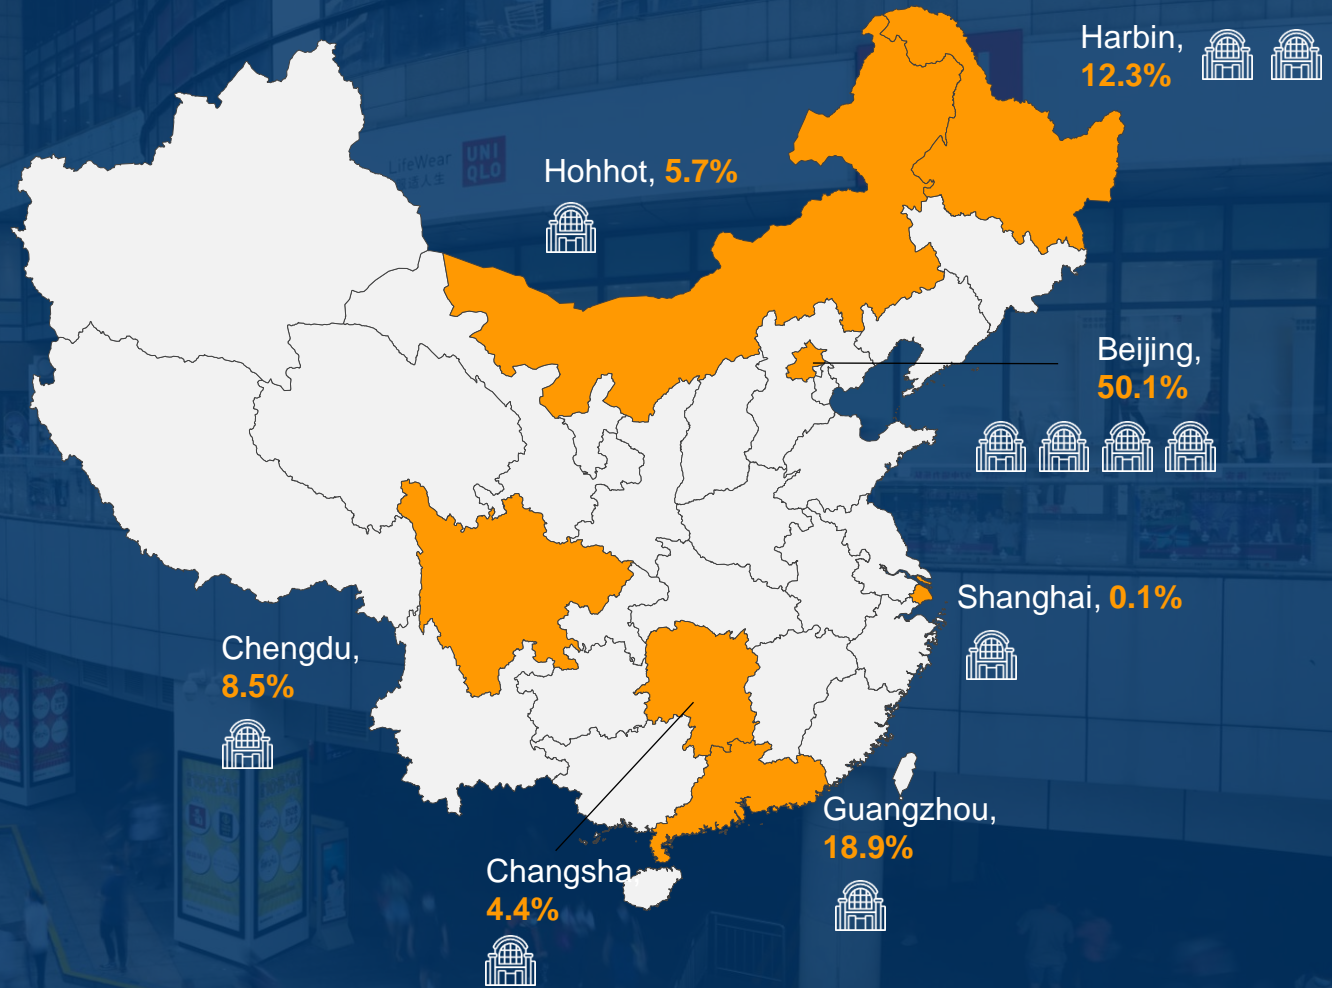 Harbin,
12.3%
LifeWear
UNI
QLO
Hohhot, 5.7%
Beijing,
50.1%
Shanghai, 0.1%
Chengdu,
8.5%
Guangzhou,
18.9%
Changsha,
4.4%